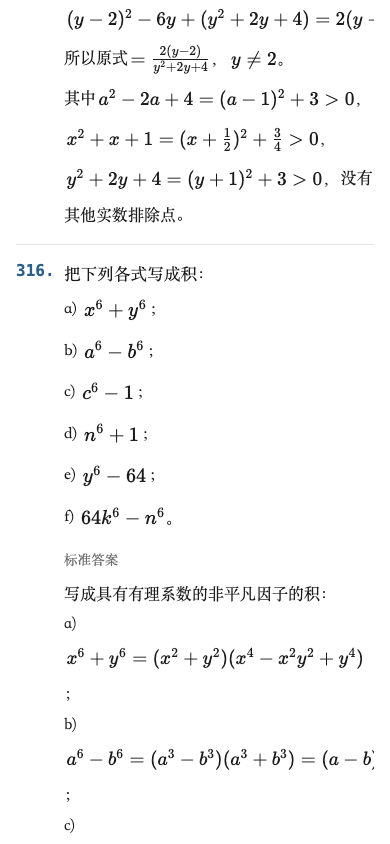 (y − 2)² − 6y + (y² + 2y + 4) = 2(y −
所以原式 = \frac{2(y−2)}{y²+2y+4}, y ≠ 2。
其中 a² − 2a + 4 = (a − 1)² + 3 > 0,
x² + x + 1 = (x + \frac{1}{2})² + \frac{3}{4} > 0,
y² + 2y + 4 = (y + 1)² + 3 > 0, 没有
其他实数排除点。
316. 把下列各式写成积:
a) x⁶ + y⁶;
b) a⁶ − b⁶;
c) c⁶ − 1;
d) n⁶ + 1;
e) y⁶ − 64;
f) 64k⁶ − n⁶。
标准答案
写成具有有理系数的非平凡因子的积:
a)
x⁶ + y⁶ = (x² + y²)(x⁴ − x²y² + y⁴)
;
b)
a⁶ − b⁶ = (a³ − b³)(a³ + b³) = (a − b)
;
c)